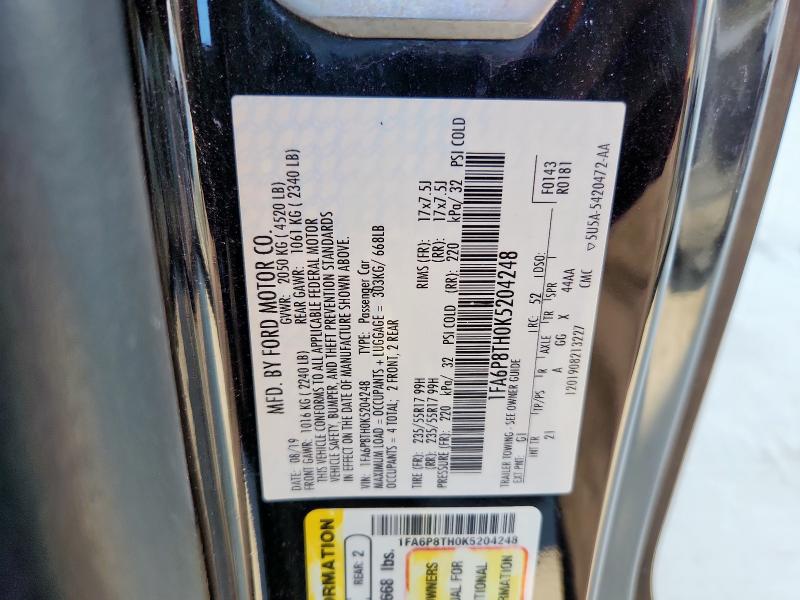 MFD. BY FORD MOTOR CO.
DATE: 08/19 GVWR: 2050 KG ( 4520 LB)
FRONT GAWR: 1016 KG (2240 LB) REAR GAWR: 1061 KG ( 2340 LB)
THIS VEHICLE CONFORMS TO ALL APPLICABLE FEDERAL MOTOR
VEHICLE SAFETY, BUMPER, AND THEFT PREVENTION STANDARDS
IN EFFECT ON THE DATE OF MANUFACTURE SHOWN ABOVE.
VIN: 1FA6P8TH0K5204248 TYPE: Passenger Car
MAXIMUM LOAD = OCCUPANTS + LUGGAGE = 303KG/ 668LB
OCCUPANTS = 4 TOTAL; 2 FRONT, 2 REAR
TIRE (FR): 235/55R17 99H RIMS (FR): 17x7.5J
(RR): 235/55R17 99H (RR): 17x7.5J
PRESSURE (FR): 220 kPa/ 32 PSI COLD (RR): 220 kPa/ 32 PSI COLD
1FA6P8TH0K5204248
TRAILER TOWING - SEE OWNER GUIDE
EXT PNT: G1 RC: 52 DSO: F0143
R0181
INT TR TP/PS R AXLE TR SPR
21 A GG X 44AA
1201908213227 CMC
▽5U5A-5420472-AA
FORMATION
1FA6P8TH0K5204248
REAR: 2
668 lbs.
OWNERS
UAL FOR
TIONAL
RMATION